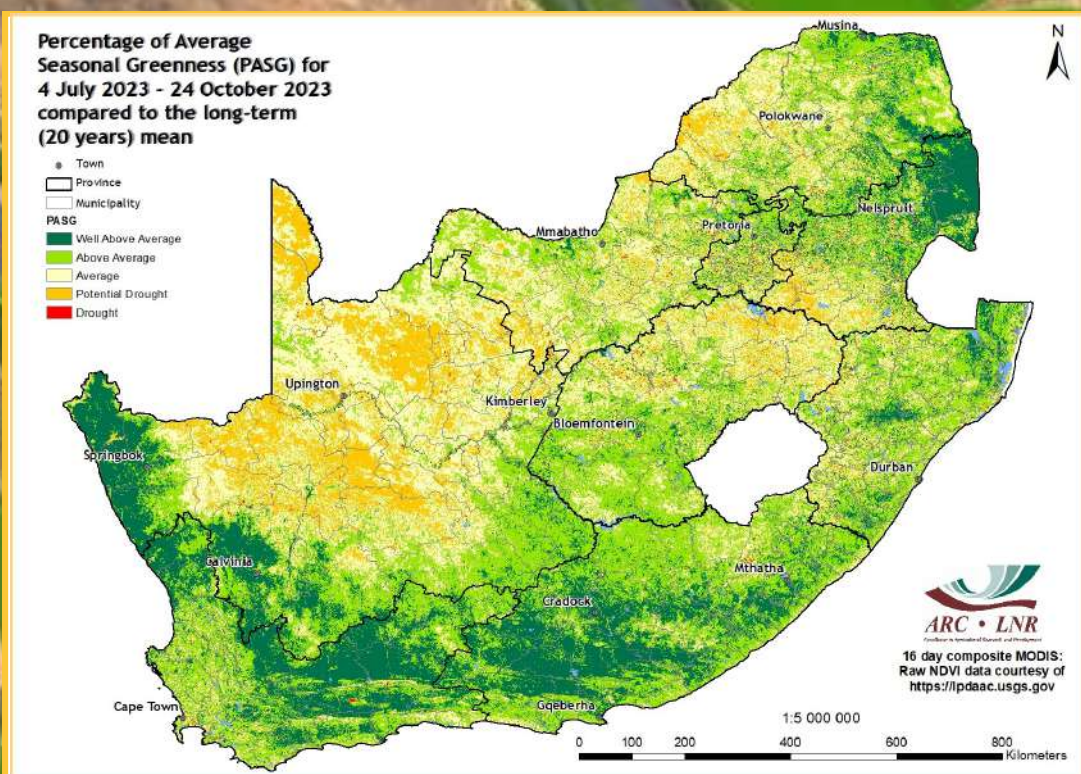 Percentage of Average
Seasonal Greenness (PASG) for
4 July 2023 - 24 October 2023
compared to the long-term
(20 years) mean
Town
Province
Municipality
PASG
Well Above Average
Above Average
Average
Potential Drought
Drought
N
Musina
Polokwane
Nelspruit
Pretoria
Mmabatho
Upington
Kimberley
Bloemfontein
Springbok
Durban
Calvinia
Mthatha
Cradock
Cape Town
Gqeberha
ARC • LNR
16 day composite MODIS:
Raw NDVI data courtesy of
https://lpdaac.usgs.gov
1:5 000 000
0 100 200 400 600 800
Kilometers